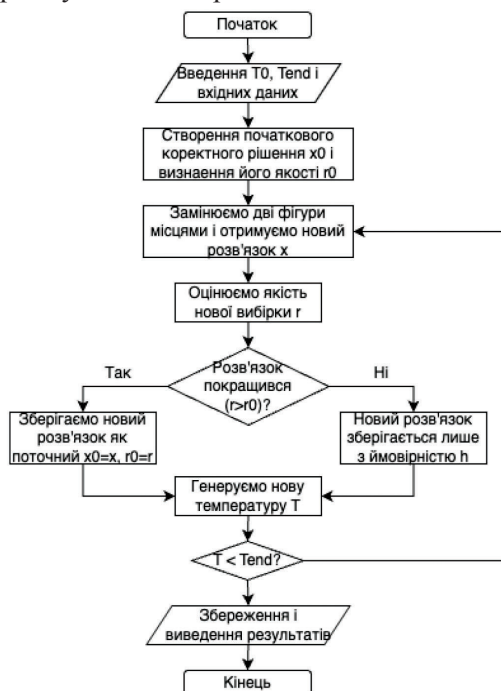 Початок
Введення T0, Tend і
вхідних даних
Створення початкового
коректного рішення x0 і
визнаення його якості r0
Замінюємо дві фігури
місцями і отримуємо новий
розв'язок x
Оцінюємо якість
нової вибірки r
Розв'язок
покращився
(r>r0)?
Так
Ні
Зберігаємо новий
розв'язок як
поточний x0=x, r0=r
Новий розв'язок
зберігається лише
з ймовірністю h
Генеруємо нову
температуру T
T < Tend?
Збереження і
виведення результатів
Кінець